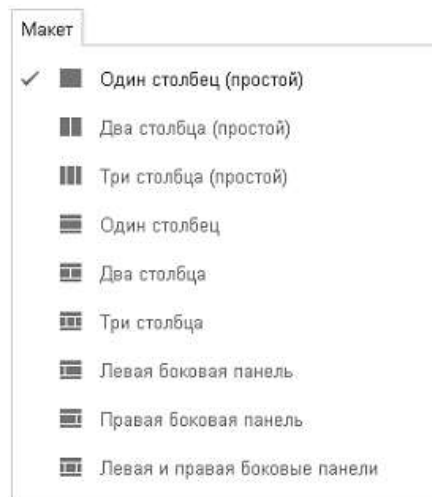 Макет
Один столбец (простой)
Два столбца (простой)
Три столбца (простой)
Один столбец
Два столбца
Три столбца
Левая боковая панель
Правая боковая панель
Левая и правая боковые панели